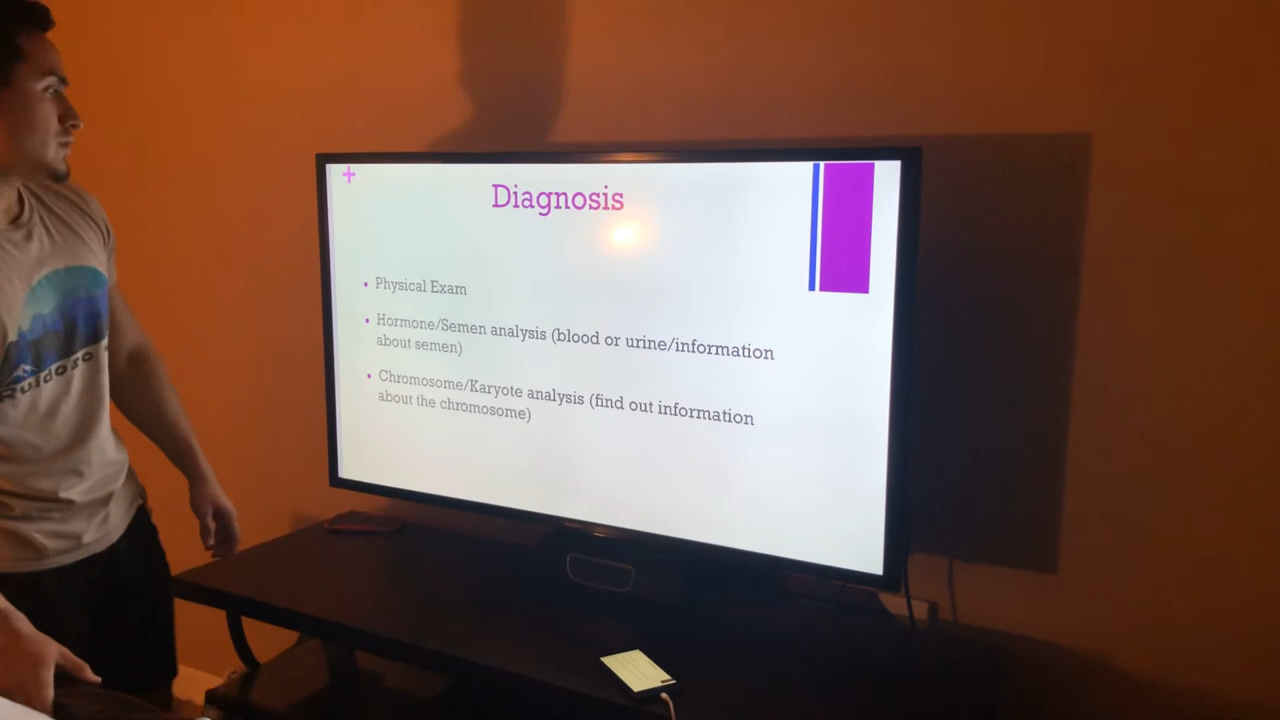 +
Diagnosis
• Physical Exam
• Hormone/Semen analysis (blood or urine/information
about semen)
• Chromosome/Karyote analysis (find out information
about the chromosome)
Ruidoso